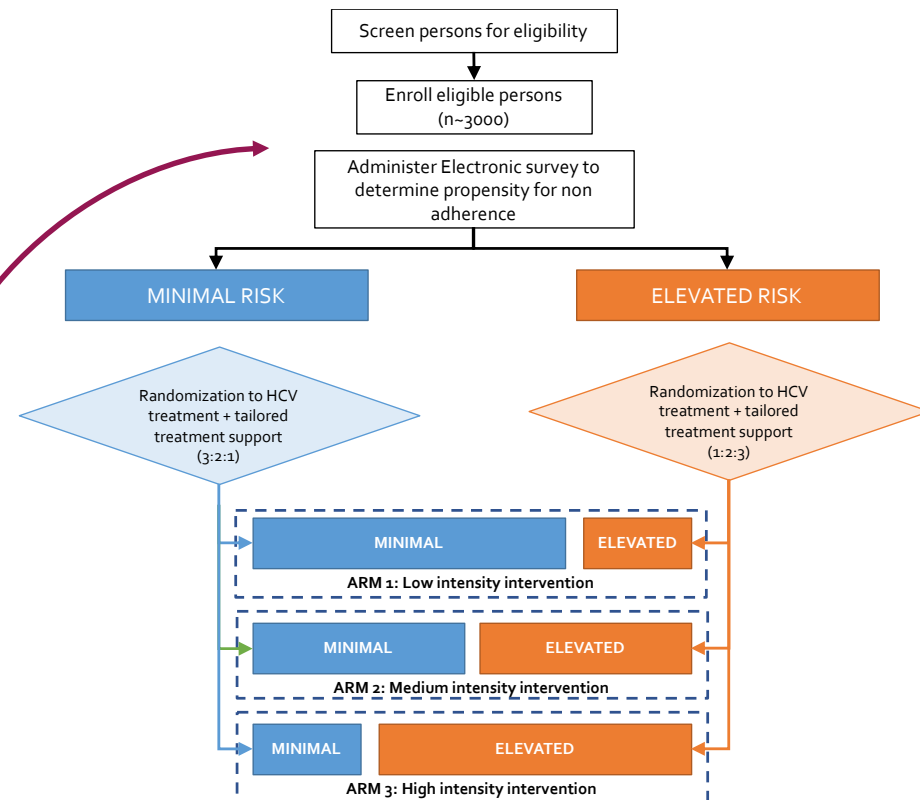 Screen persons for eligibility
Enroll eligible persons
(n~3000)
Administer Electronic survey to
determine propensity for non
adherence
MINIMAL RISK
ELEVATED RISK
Randomization to HCV
treatment + tailored
treatment support
(3:2:1)
Randomization to HCV
treatment + tailored
treatment support
(1:2:3)
MINIMAL
ELEVATED
ARM 1: Low intensity intervention
MINIMAL
ELEVATED
ARM 2: Medium intensity intervention
MINIMAL
ELEVATED
ARM 3: High intensity intervention